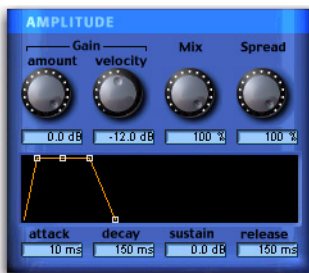 AMPLITUDE
Gain Mix Spread
amount velocity
0.0 dB -12.0 dB 100 % 100 %
attack decay sustain release
10 ms 150 ms 0.0 dB 150 ms